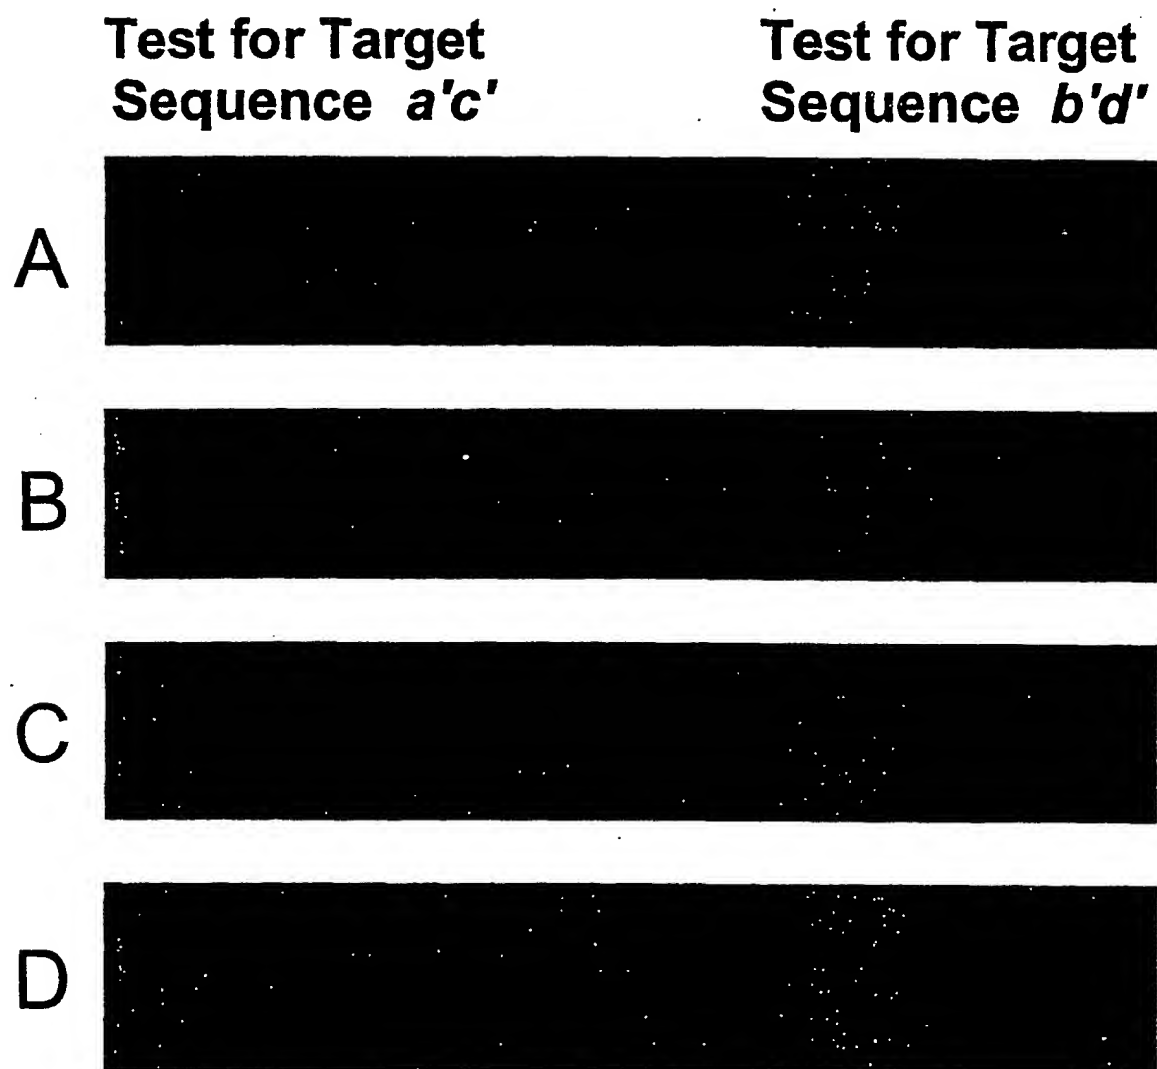 Test for Target
Sequence a'c'
Test for Target
Sequence b'd'
A
B
C
D